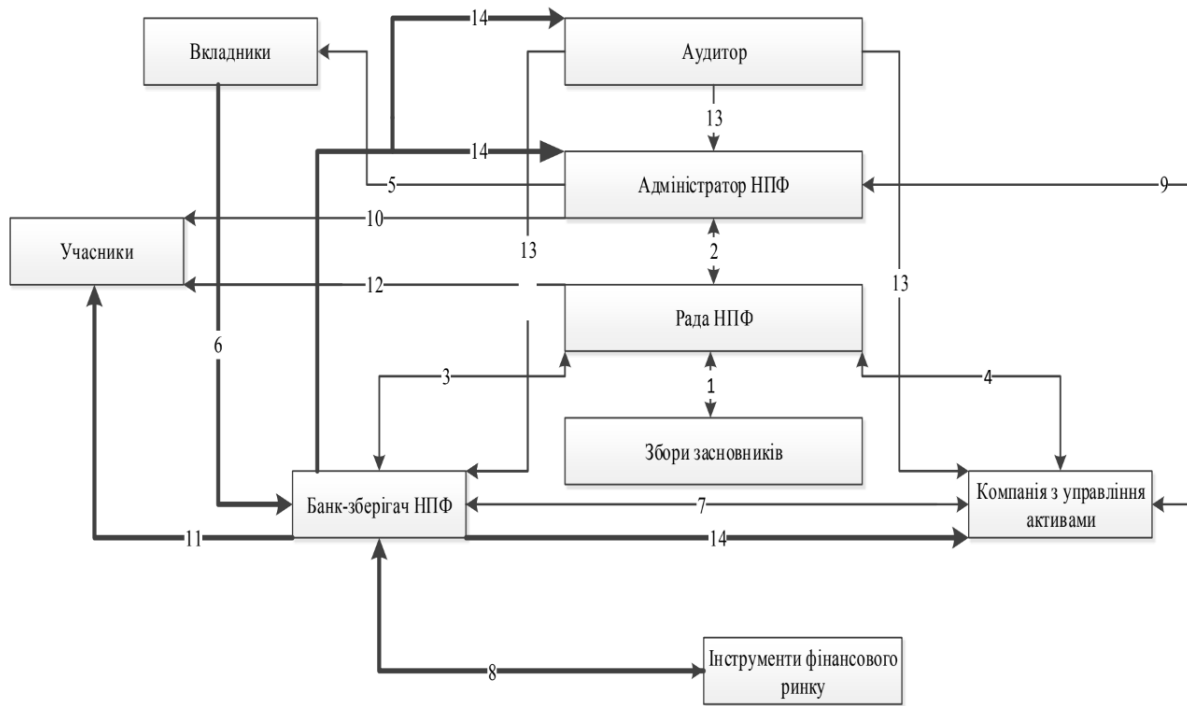 14
Вкладники
Аудитор
13
14
5
Адміністратор НПФ
9
10
Учасники
13
2
13
12
Рада НПФ
6
3
1
4
Збори засновників
Банк-зберігач НПФ
7
Компанія з управління
активами
11
14
8
Інструменти фінансового
ринку